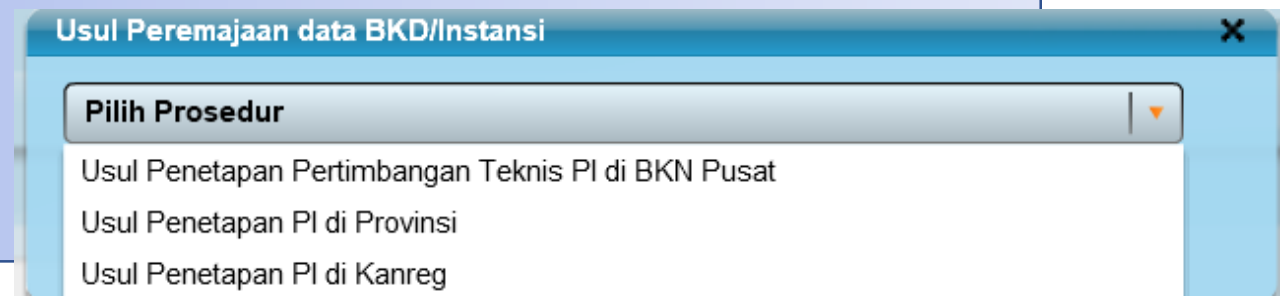 Usul Peremajaan data BKD/Instansi
Pilih Prosedur
Usul Penetapan Pertimbangan Teknis PI di BKN Pusat
Usul Penetapan PI di Provinsi
Usul Penetapan PI di Kanreg